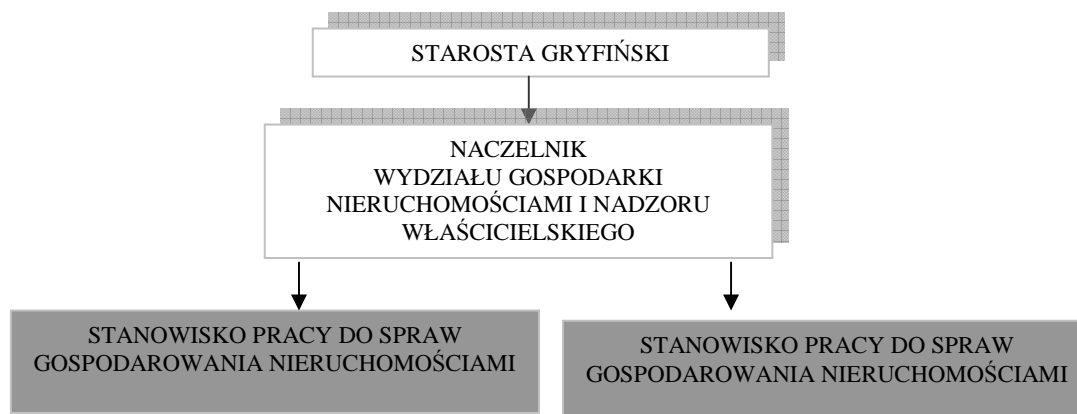 STAROSTA GRYFIŃSKI
NACZELNIK
WYDZIAŁU GOSPODARKI
NIERUCHOMOŚCIAMI I NADZORU
WŁAŚCICIELSKIEGO
STANOWISKO PRACY DO SPRAW
GOSPODAROWANIA NIERUCHOMOŚCIAMI
STANOWISKO PRACY DO SPRAW
GOSPODAROWANIA NIERUCHOMOŚCIAMI